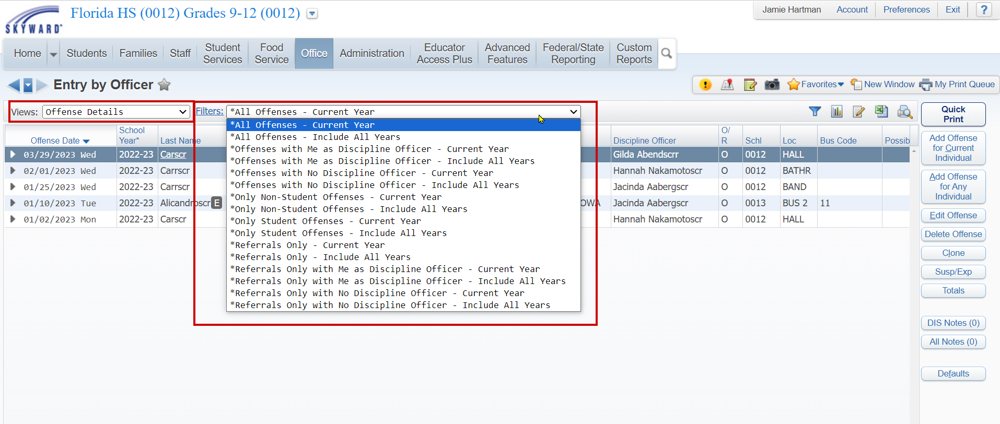 SKYWARD
Florida HS (0012) Grades 9-12 (0012)
Jamie Hartman Account Preferences Exit ?
Home Students Families Staff Student Services Food Service Office Administration Educator Access Plus Advanced Features Federal/State Reporting Custom Reports
Entry by Officer
Favorites New Window My Print Queue
Views: Offense Details Filters: *All Offenses - Current Year
*All Offenses - Current Year
*All Offenses - Include All Years
*Offenses with Me as Discipline Officer - Current Year
*Offenses with Me as Discipline Officer - Include All Years
*Offenses with No Discipline Officer - Current Year
*Offenses with No Discipline Officer - Include All Years
*Only Non-Student Offenses - Current Year
*Only Non-Student Offenses - Include All Years
*Only Student Offenses - Current Year
*Only Student Offenses - Include All Years
*Referrals Only - Current Year
*Referrals Only - Include All Years
*Referrals Only with Me as Discipline Officer - Current Year
*Referrals Only with Me as Discipline Officer - Include All Years
*Referrals Only with No Discipline Officer - Current Year
*Referrals Only with No Discipline Officer - Include All Years
Offense Date School Year* Last Name Discipline Officer O/R Schl Loc Bus Code Possib
03/29/2023 Wed 2022-23 Carscr Gilda Abendscrr O 0012 HALL
02/01/2023 Wed 2022-23 Carrscr Hannah Nakamotoscr O 0012 BATHR
01/25/2023 Wed 2022-23 Carrscr Jacinda Aabergscr O 0012 BAND
01/10/2023 Tue 2022-23 Alicandroscr E OWA Jacinda Aabergscr O 0013 BUS 2 11
01/02/2023 Mon 2022-23 Carscr Hannah Nakamotoscr O 0012 HALL
Quick
Print
Add Offense
for Current
Individual
Add Offense
for Any
Individual
Edit Offense
Delete Offense
Clone
Susp/Exp
Totals
DIS Notes (0)
All Notes (0)
Defaults